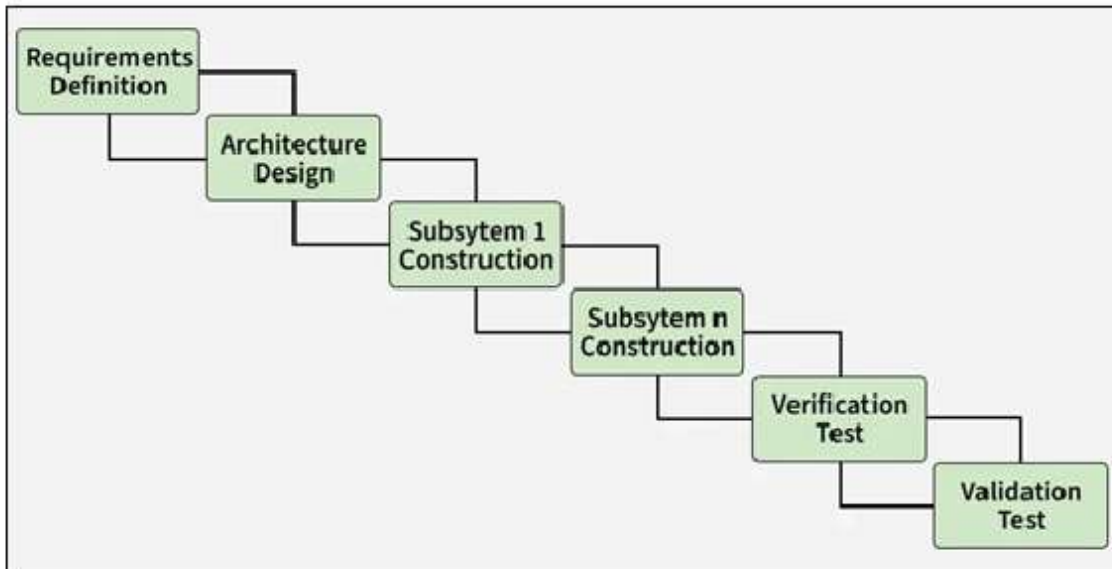 Requirements
Definition
Architecture
Design
Subsytem 1
Construction
Subsytem n
Construction
Verification
Test
Validation
Test